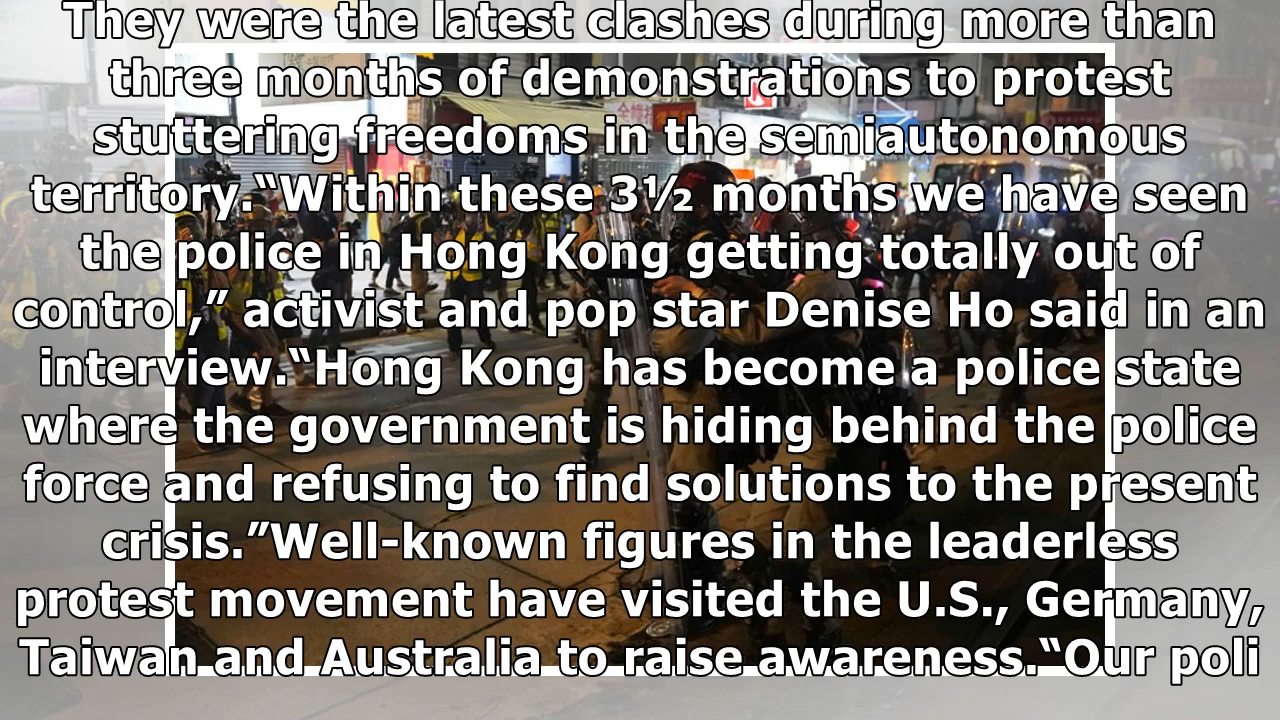 They were the latest clashes during more than
three months of demonstrations to protest
stuttering freedoms in the semiautonomous
territory.“Within these 3½ months we have seen
the police in Hong Kong getting totally out of
control,” activist and pop star Denise Ho said in an
interview.“Hong Kong has become a police state
where the government is hiding behind the police
force and refusing to find solutions to the present
crisis.”Well-known figures in the leaderless
protest movement have visited the U.S., Germany,
Taiwan and Australia to raise awareness.“Our poli